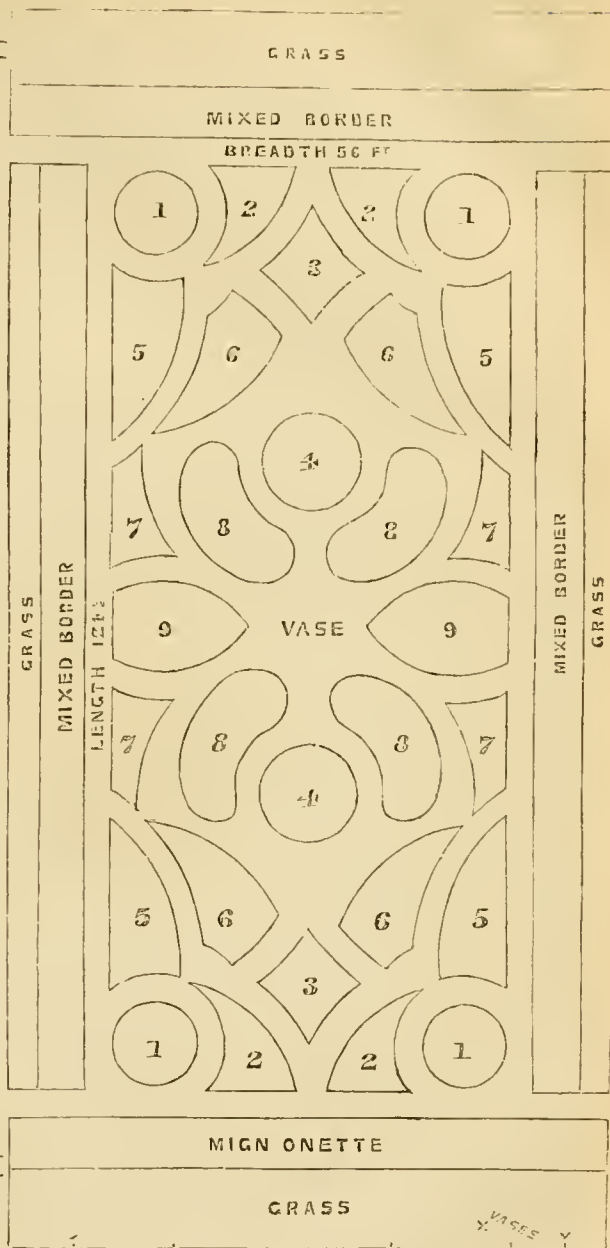 GRASS
MIXED BORDER
BREADTH 56 FT
1 2 2 1
3
5 6 6 5
4
7 8 8 7
9 VASE 9
7 8 8 7
4
5 6 6 5
3
1 2 2 1
GRASS
MIXED BORDER
LENGTH
MIXED BORDER
GRASS
MIGNONETTE
GRASS
VASES